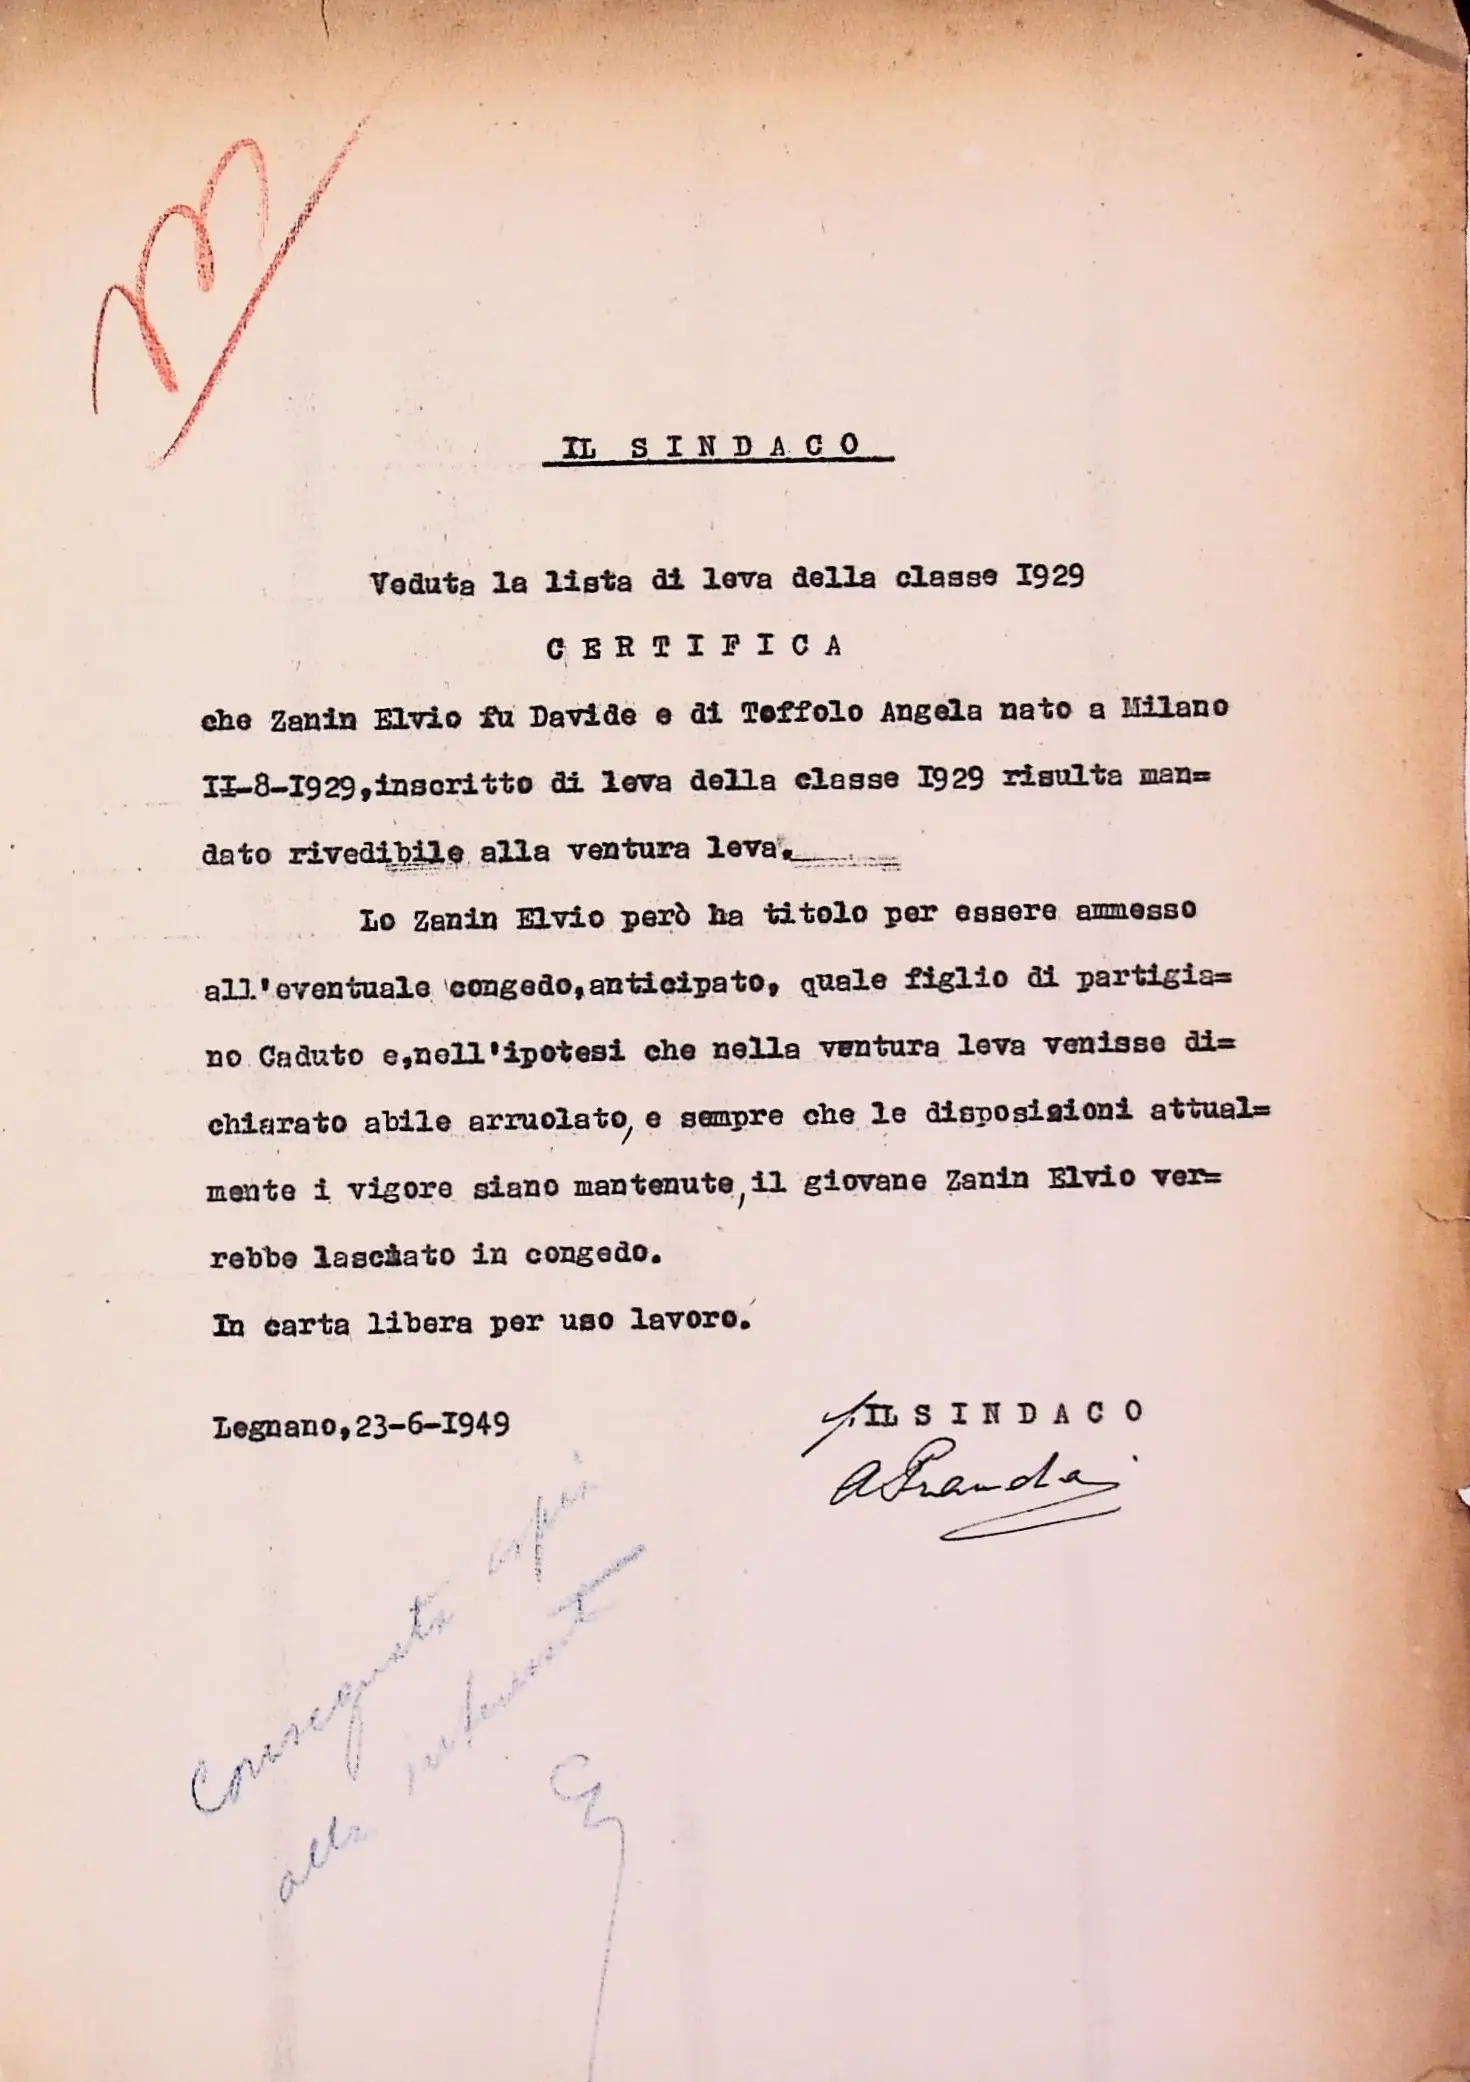 IL SINDACO
Veduta la lista di leva della classe I929
CERTIFICA
che Zanin Elvio fu Davide e di Toffolo Angela nato a Milano
II-8-I929,inscritto di leva della classe I929 risulta man=
dato rivedibile alla ventura leva.
Lo Zanin Elvio però ha titolo per essere ammesso
all'eventuale congedo,anticipato, quale figlio di partigia=
no Caduto e,nell'ipotesi che nella ventura leva venisse di=
chiarato abile arruolato, e sempre che le disposizioni attual=
mente i vigore siano mantenute,il giovane Zanin Elvio ver=
rebbe lasciato in congedo.
In carta libera per uso lavoro.
Legnano,23-6-I949
IL SINDACO
Consegnata copia
alla